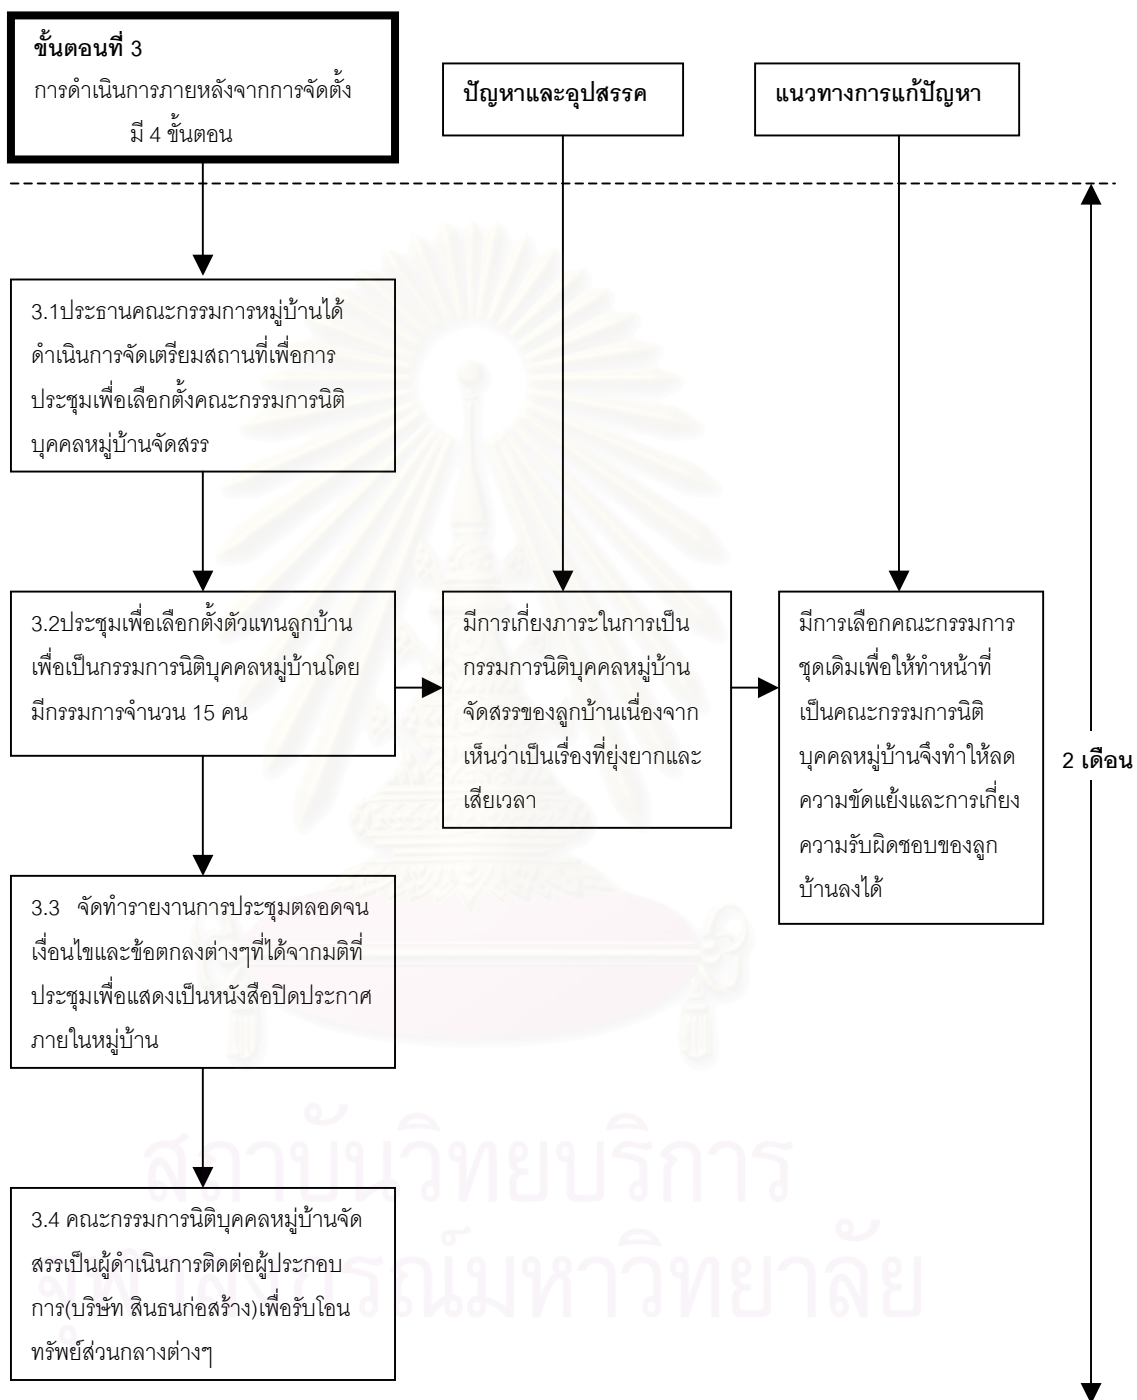 ขั้นตอนที่ 3
การดำเนินการภายหลังจากการจัดตั้ง
มี 4 ขั้นตอน
ปัญหาและอุปสรรค
แนวทางการแก้ปัญหา
3.1ประธานคณะกรรมการหมู่บ้านได้
ดำเนินการจัดเตรียมสถานที่เพื่อการ
ประชุมเพื่อเลือกตั้งคณะกรรมการนิติ
บุคคลหมู่บ้านจัดสรร
3.2ประชุมเพื่อเลือกตั้งตัวแทนลูกบ้าน
เพื่อเป็นกรรมการนิติบุคคลหมู่บ้านโดย
มีกรรมการจำนวน 15 คน
มีการเกี่ยงภาระในการเป็น
กรรมการนิติบุคคลหมู่บ้าน
จัดสรรของลูกบ้านเนื่องจาก
เห็นว่าเป็นเรื่องที่ยุ่งยากและ
เสียเวลา
มีการเลือกคณะกรรมการ
ชุดเดิมเพื่อให้ทำหน้าที่
เป็นคณะกรรมการนิติ
บุคคลหมู่บ้านจึงทำให้ลด
ความขัดแย้งและการเกี่ยง
ความรับผิดชอบของลูก
บ้านลงได้
2 เดือน
3.3 จัดทำรายงานการประชุมตลอดจน
เงื่อนไขและข้อตกลงต่างๆที่ได้จากมติที่
ประชุมเพื่อแสดงเป็นหนังสือปิดประกาศ
ภายในหมู่บ้าน
3.4 คณะกรรมการนิติบุคคลหมู่บ้านจัด
สรรเป็นผู้ดำเนินการติดต่อผู้ประกอบ
การ(บริษัท สินธนก่อสร้าง)เพื่อรับโอน
ทรัพย์ส่วนกลางต่างๆ
สถาบันวิทยบริการ
จุฬาลงกรณ์มหาวิทยาลัย